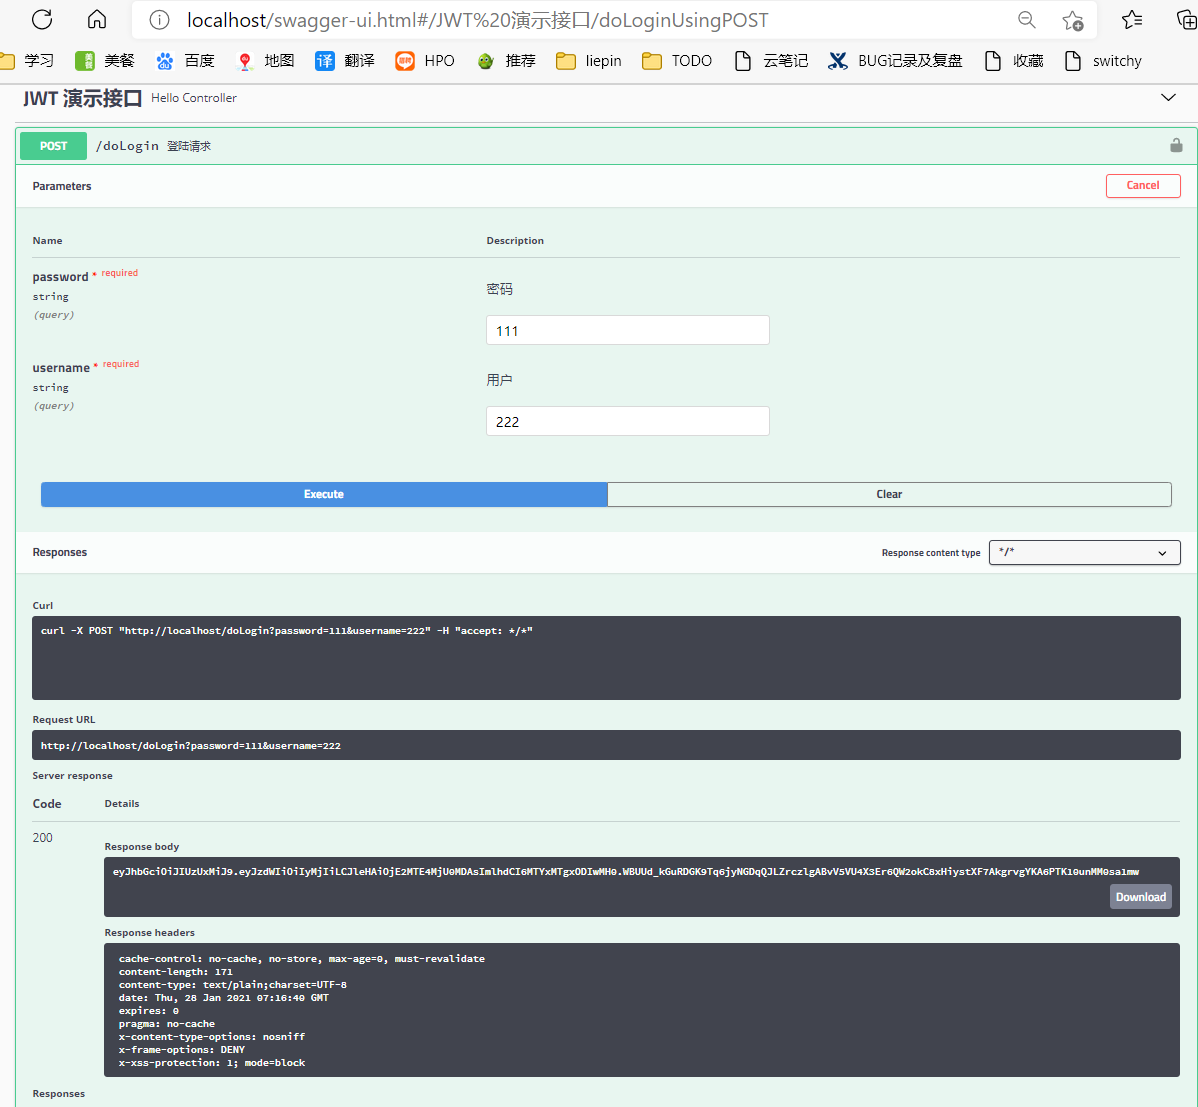 localhost/swagger-ui.html#/JWT%20演示接口/doLoginUsingPOST
学习 美餐 百度 地图 翻译 HPO 推荐 liepin TODO 云笔记 BUG记录及复盘 收藏 switchy
JWT 演示接口 Hello Controller
POST /doLogin 登陆请求
Parameters Cancel
Name Description
password * required
string
(query)
密码
111
username * required
string
(query)
用户
222
Execute Clear
Responses Response content type */*
Curl
curl -X POST "http://localhost/doLogin?password=111&username=222" -H "accept: */*"
Request URL
http://localhost/doLogin?password=111&username=222
Server response
Code Details
200
Response body
eyJhbGciOiJIUzUxMiJ9.eyJzdWIiOiIyMjIiLCJleHAiOjE2MTE4MjU0MDAsImlhdCI6MTYxMTgxODIwMH0.WBUUd_kGuRDGK9Tq6jyNGDqQJLZrczlgABvV5VU4X3Er6QW2okC8xHiystXF7AkgrvgYKA6PTK10unMM0sa1mw
Download
Response headers
cache-control: no-cache, no-store, max-age=0, must-revalidate
content-length: 171
content-type: text/plain;charset=UTF-8
date: Thu, 28 Jan 2021 07:16:40 GMT
expires: 0
pragma: no-cache
x-content-type-options: nosniff
x-frame-options: DENY
x-xss-protection: 1; mode=block
Responses